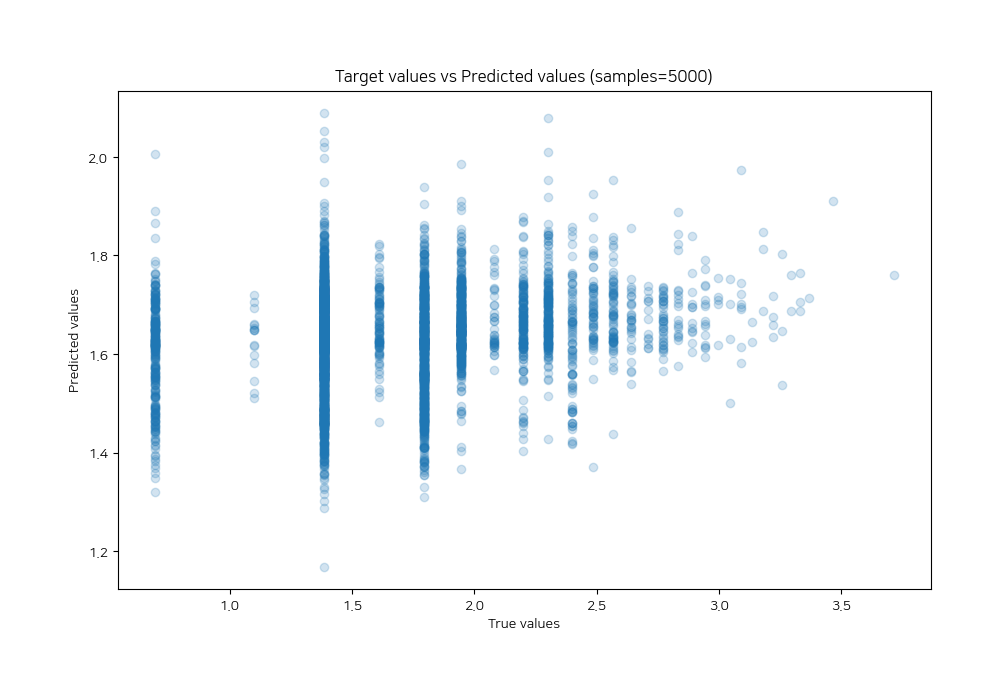 Target values vs Predicted values (samples=5000)
Predicted values
2.0
1.8
1.6
1.4
1.2
1.0 1.5 2.0 2.5 3.0 3.5
True values